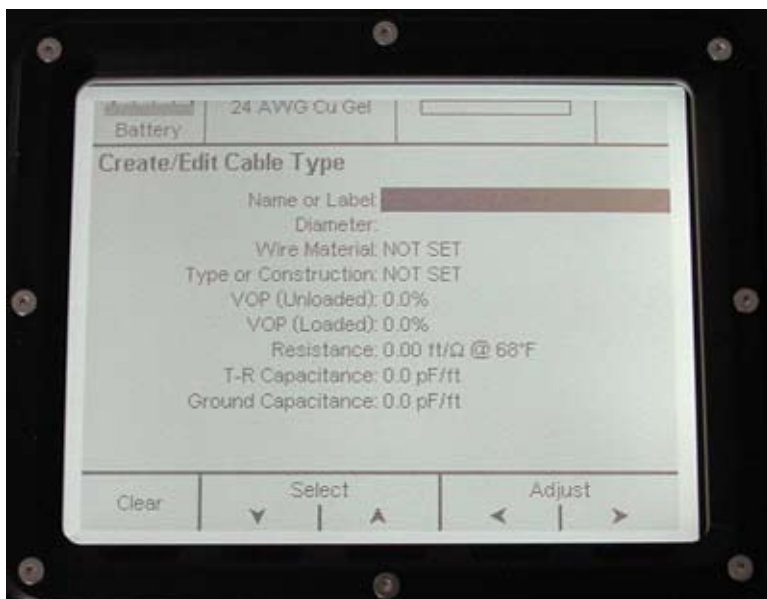 24 AWG Cu Gel
Battery
Create/Edit Cable Type
Name or Label:
Diameter:
Wire Material: NOT SET
Type or Construction: NOT SET
VOP (Unloaded): 0.0%
VOP (Loaded): 0.0%
Resistance: 0.00 ft/Ω @ 68°F
T-R Capacitance: 0.0 pF/ft
Ground Capacitance: 0.0 pF/ft
Clear
Select
Adjust